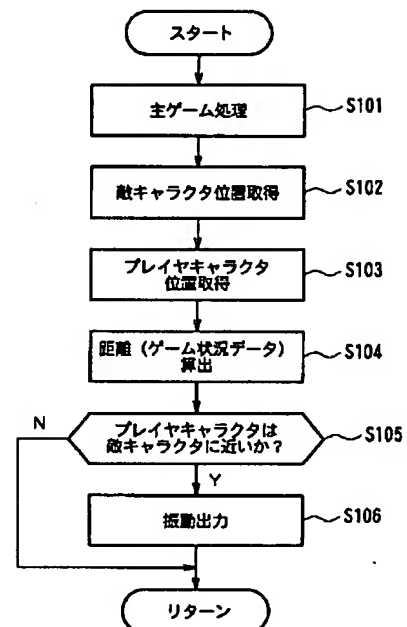 スタート
主ゲーム処理
S101
敵キャラクタ位置取得
S102
プレイヤキャラクタ
位置取得
S103
距離（ゲーム状況データ）
算出
S104
プレイヤキャラクタは
敵キャラクタに近いか？
S105
N
Y
振動出力
S106
リターン